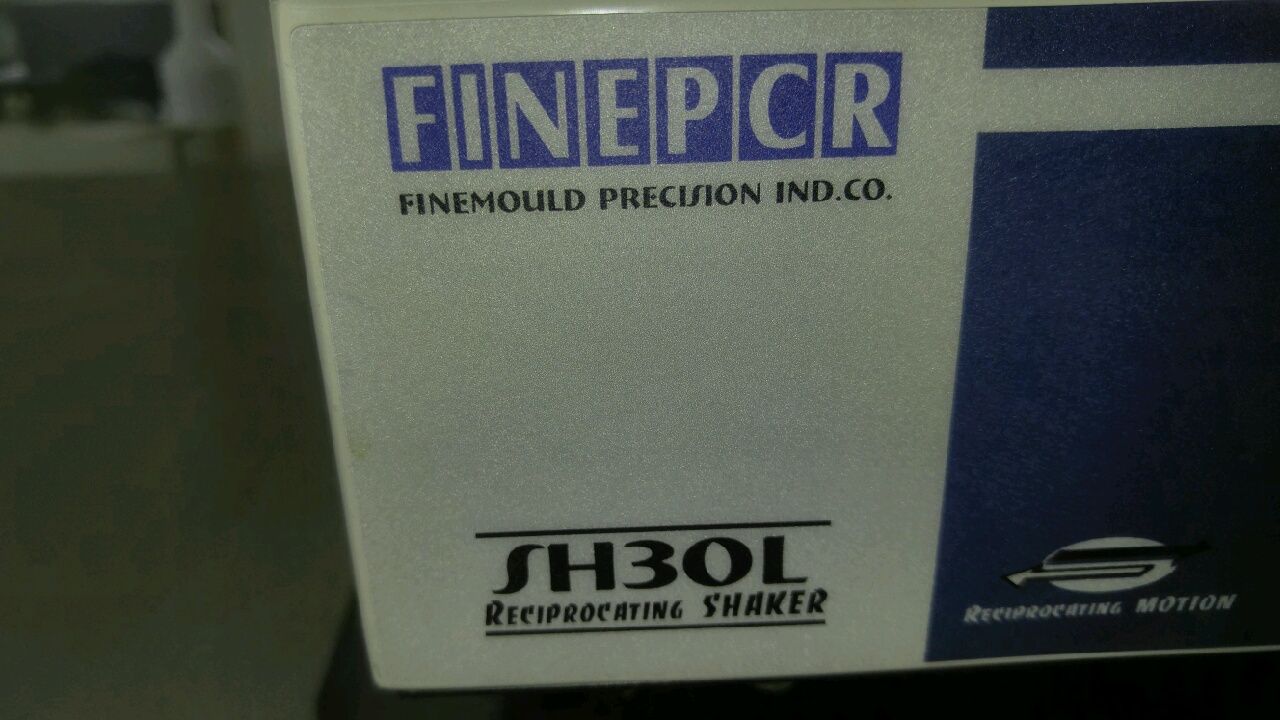 FINEPCR
FINEMOULD PRECISION IND.CO.
SH30L
RECIPROCATING SHAKER
RECIPROCATING MOTION